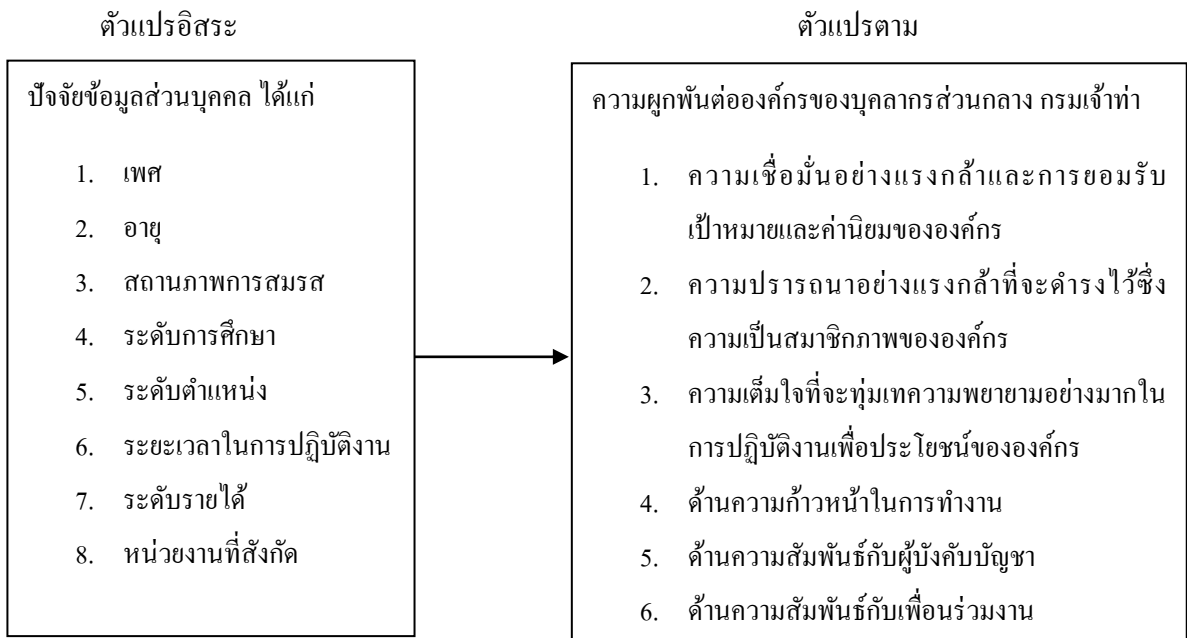 ตัวแปรอิสระ
ปัจจัยข้อมูลส่วนบุคคล ได้แก่
1. เพศ
2. อายุ
3. สถานภาพการสมรส
4. ระดับการศึกษา
5. ระดับตำแหน่ง
6. ระยะเวลาในการปฏิบัติงาน
7. ระดับรายได้
8. หน่วยงานที่สังกัด
ตัวแปรตาม
ความผูกพันต่อองค์กรของบุคลากรส่วนกลาง กรมเจ้าท่า
1. ความเชื่อมั่นอย่างแรงกล้าและการยอมรับ
เป้าหมายและค่านิยมขององค์กร
2. ความปรารถนาอย่างแรงกล้าที่จะดำรงไว้ซึ่ง
ความเป็นสมาชิกภาพขององค์กร
3. ความเต็มใจที่จะทุ่มเทความพยายามอย่างมากใน
การปฏิบัติงานเพื่อประโยชน์ขององค์กร
4. ด้านความก้าวหน้าในการทำงาน
5. ด้านความสัมพันธ์กับผู้บังคับบัญชา
6. ด้านความสัมพันธ์กับเพื่อนร่วมงาน